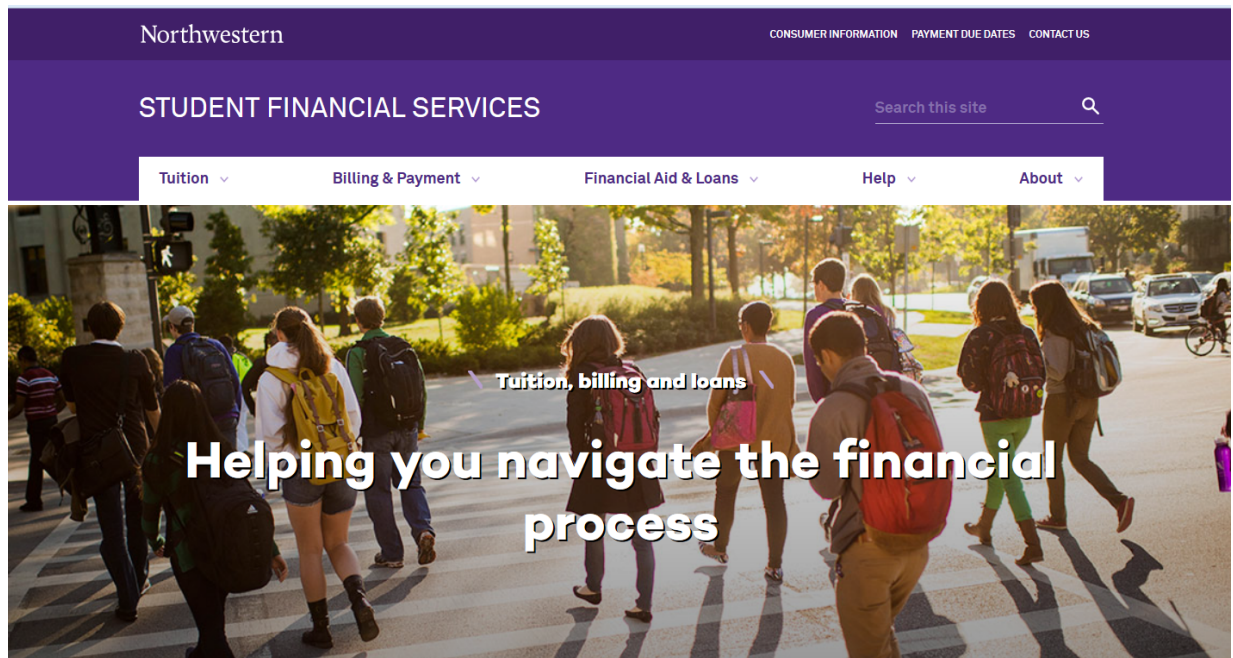 Northwestern
CONSUMER INFORMATION PAYMENT DUE DATES CONTACT US
STUDENT FINANCIAL SERVICES
Search this site
Tuition Billing & Payment Financial Aid & Loans Help About
Tuition, billing and loans
Helping you navigate the financial
process